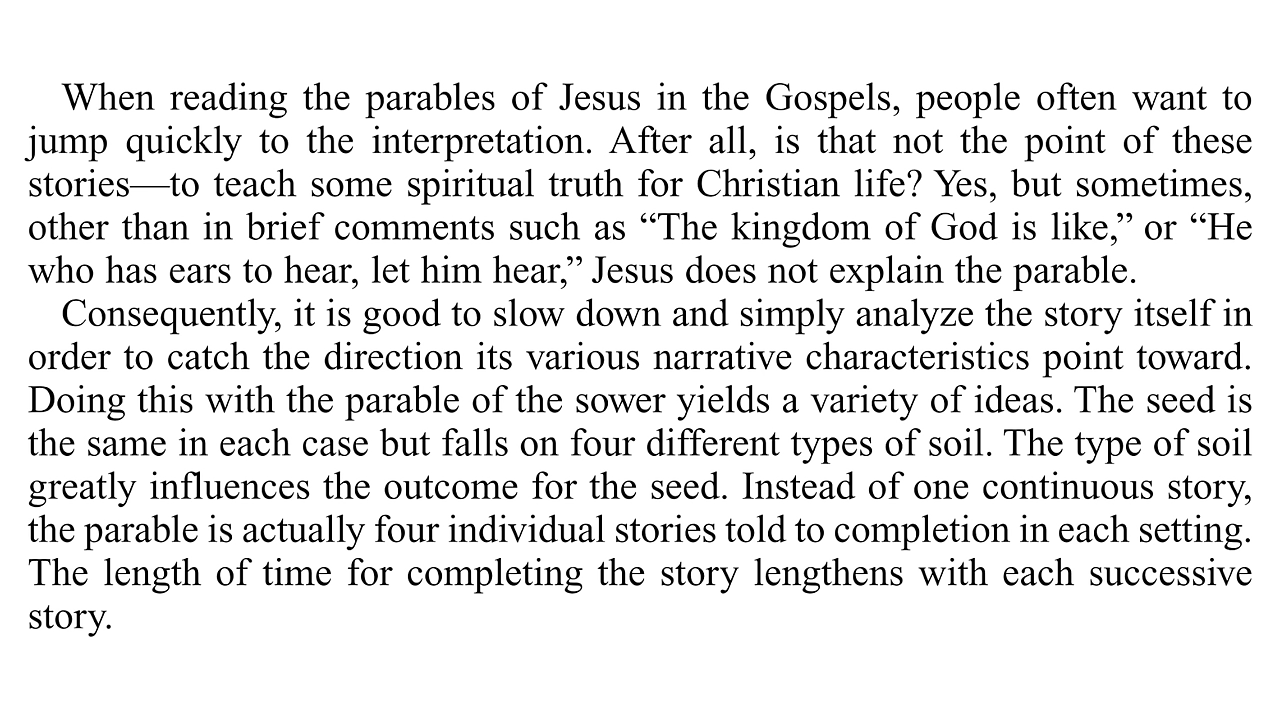 When reading the parables of Jesus in the Gospels, people often want to
jump quickly to the interpretation. After all, is that not the point of these
stories—to teach some spiritual truth for Christian life? Yes, but sometimes,
other than in brief comments such as “The kingdom of God is like,” or “He
who has ears to hear, let him hear,” Jesus does not explain the parable.
Consequently, it is good to slow down and simply analyze the story itself in
order to catch the direction its various narrative characteristics point toward.
Doing this with the parable of the sower yields a variety of ideas. The seed is
the same in each case but falls on four different types of soil. The type of soil
greatly influences the outcome for the seed. Instead of one continuous story,
the parable is actually four individual stories told to completion in each setting.
The length of time for completing the story lengthens with each successive
story.